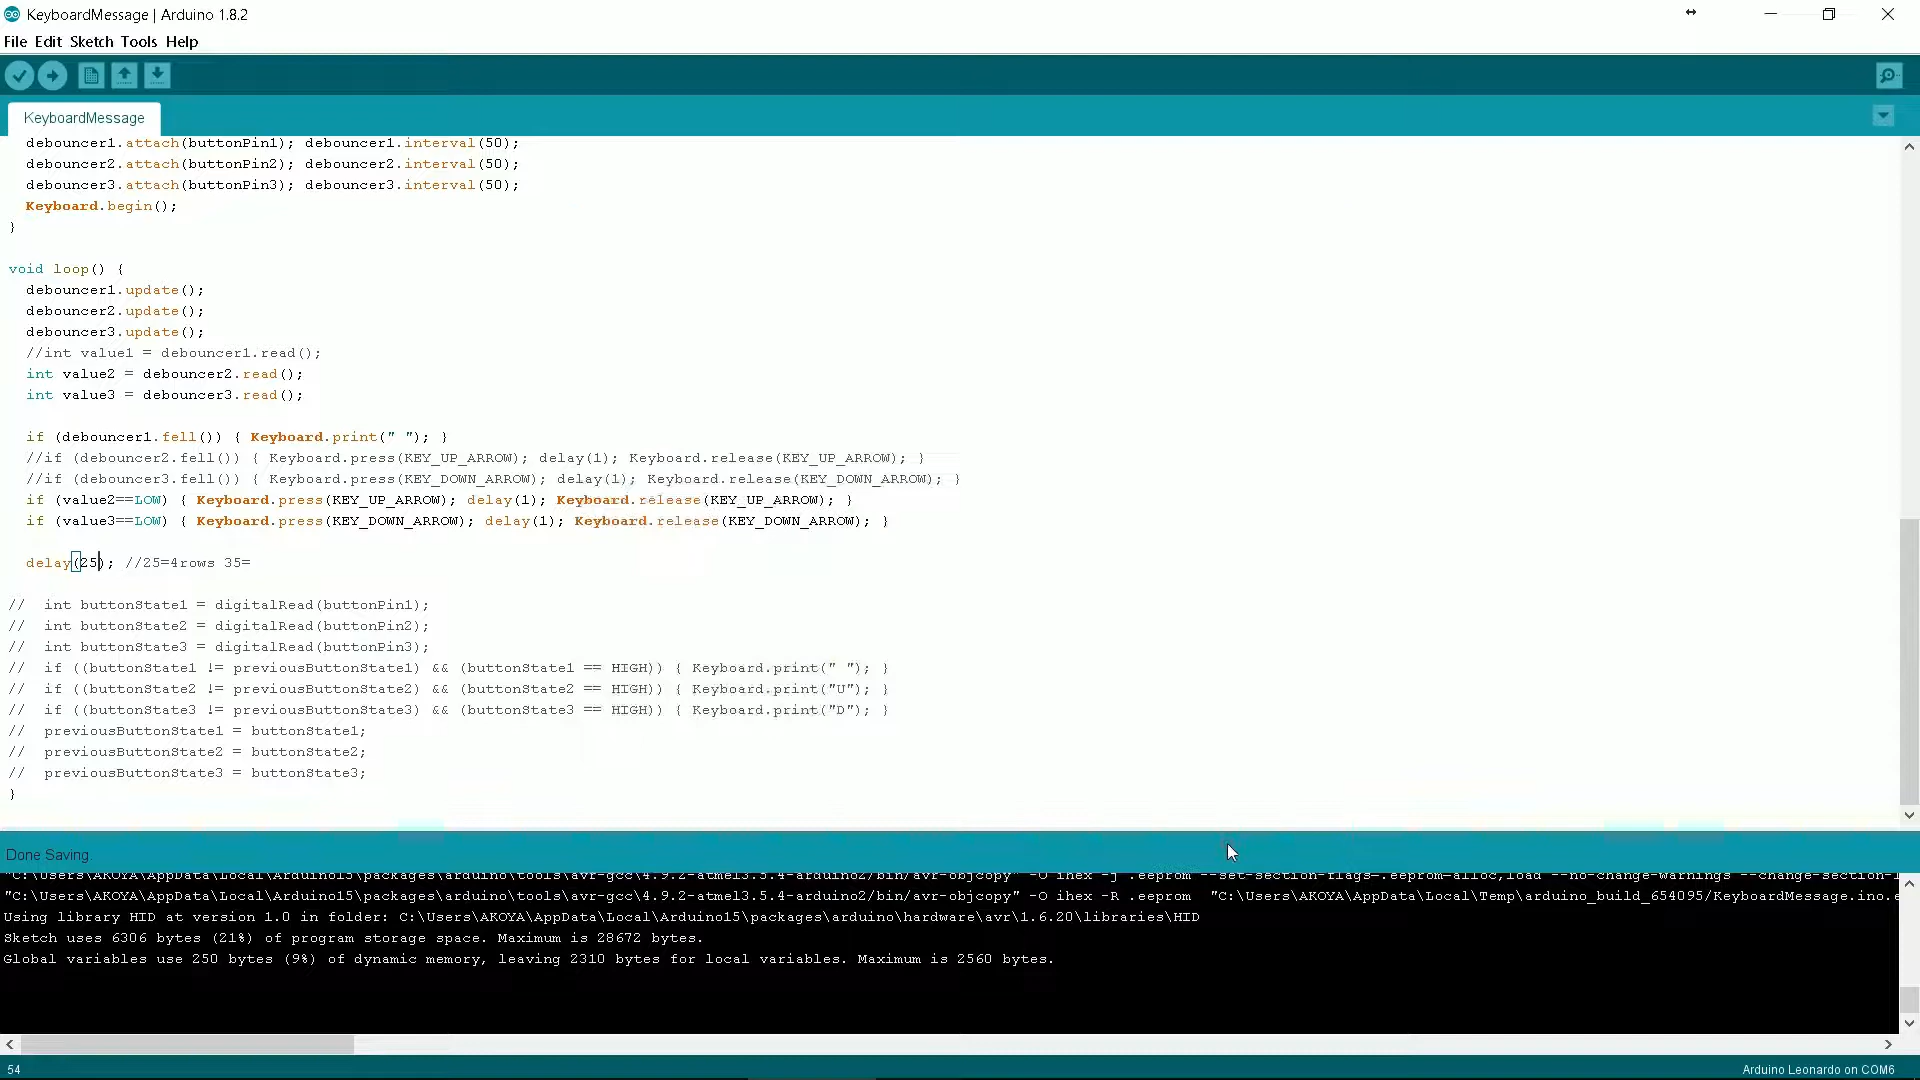 KeyboardMessage | Arduino 1.8.2
File Edit Sketch Tools Help
KeyboardMessage
debouncer1.attach(buttonPin1); debouncer1.interval(50);
debouncer2.attach(buttonPin2); debouncer2.interval(50);
debouncer3.attach(buttonPin3); debouncer3.interval(50);
Keyboard.begin();
}
void loop() {
debouncer1.update();
debouncer2.update();
debouncer3.update();
//int value1 = debouncer1.read();
int value2 = debouncer2.read();
int value3 = debouncer3.read();
if (debouncer1.fell()) { Keyboard.print(" "); }
//if (debouncer2.fell()) { Keyboard.press(KEY_UP_ARROW); delay(1); Keyboard.release(KEY_UP_ARROW); }
//if (debouncer3.fell()) { Keyboard.press(KEY_DOWN_ARROW); delay(1); Keyboard.release(KEY_DOWN_ARROW); }
if (value2==LOW) { Keyboard.press(KEY_UP_ARROW); delay(1); Keyboard.release(KEY_UP_ARROW); }
if (value3==LOW) { Keyboard.press(KEY_DOWN_ARROW); delay(1); Keyboard.release(KEY_DOWN_ARROW); }
delay(25); //25=4rows 35=
// int buttonState1 = digitalRead(buttonPin1);
// int buttonState2 = digitalRead(buttonPin2);
// int buttonState3 = digitalRead(buttonPin3);
// if ((buttonState1 != previousButtonState1) && (buttonState1 == HIGH)) { Keyboard.print(" "); }
// if ((buttonState2 != previousButtonState2) && (buttonState2 == HIGH)) { Keyboard.print("U"); }
// if ((buttonState3 != previousButtonState3) && (buttonState3 == HIGH)) { Keyboard.print("D"); }
// previousButtonState1 = buttonState1;
// previousButtonState2 = buttonState2;
// previousButtonState3 = buttonState3;
}
Done Saving.
"C:\Users\AKOYA\AppData\Local\Arduino15\packages\arduino\tools\avr-gcc\4.9.2-atmel3.5.4-arduino2/bin/avr-objcopy" -O ihex -j .eeprom --set-section-flags=.eeprom=alloc,load --no-change-warnings --change-section-l
"C:\Users\AKOYA\AppData\Local\Arduino15\packages\arduino\tools\avr-gcc\4.9.2-atmel3.5.4-arduino2/bin/avr-objcopy" -O ihex -R .eeprom "C:\Users\AKOYA\AppData\Local\Temp\arduino_build_654095/KeyboardMessage.ino.e
Using library HID at version 1.0 in folder: C:\Users\AKOYA\AppData\Local\Arduino15\packages\arduino\hardware\avr\1.6.20\libraries\HID
Sketch uses 6306 bytes (21%) of program storage space. Maximum is 28672 bytes.
Global variables use 250 bytes (9%) of dynamic memory, leaving 2310 bytes for local variables. Maximum is 2560 bytes.
54
Arduino Leonardo on COM6